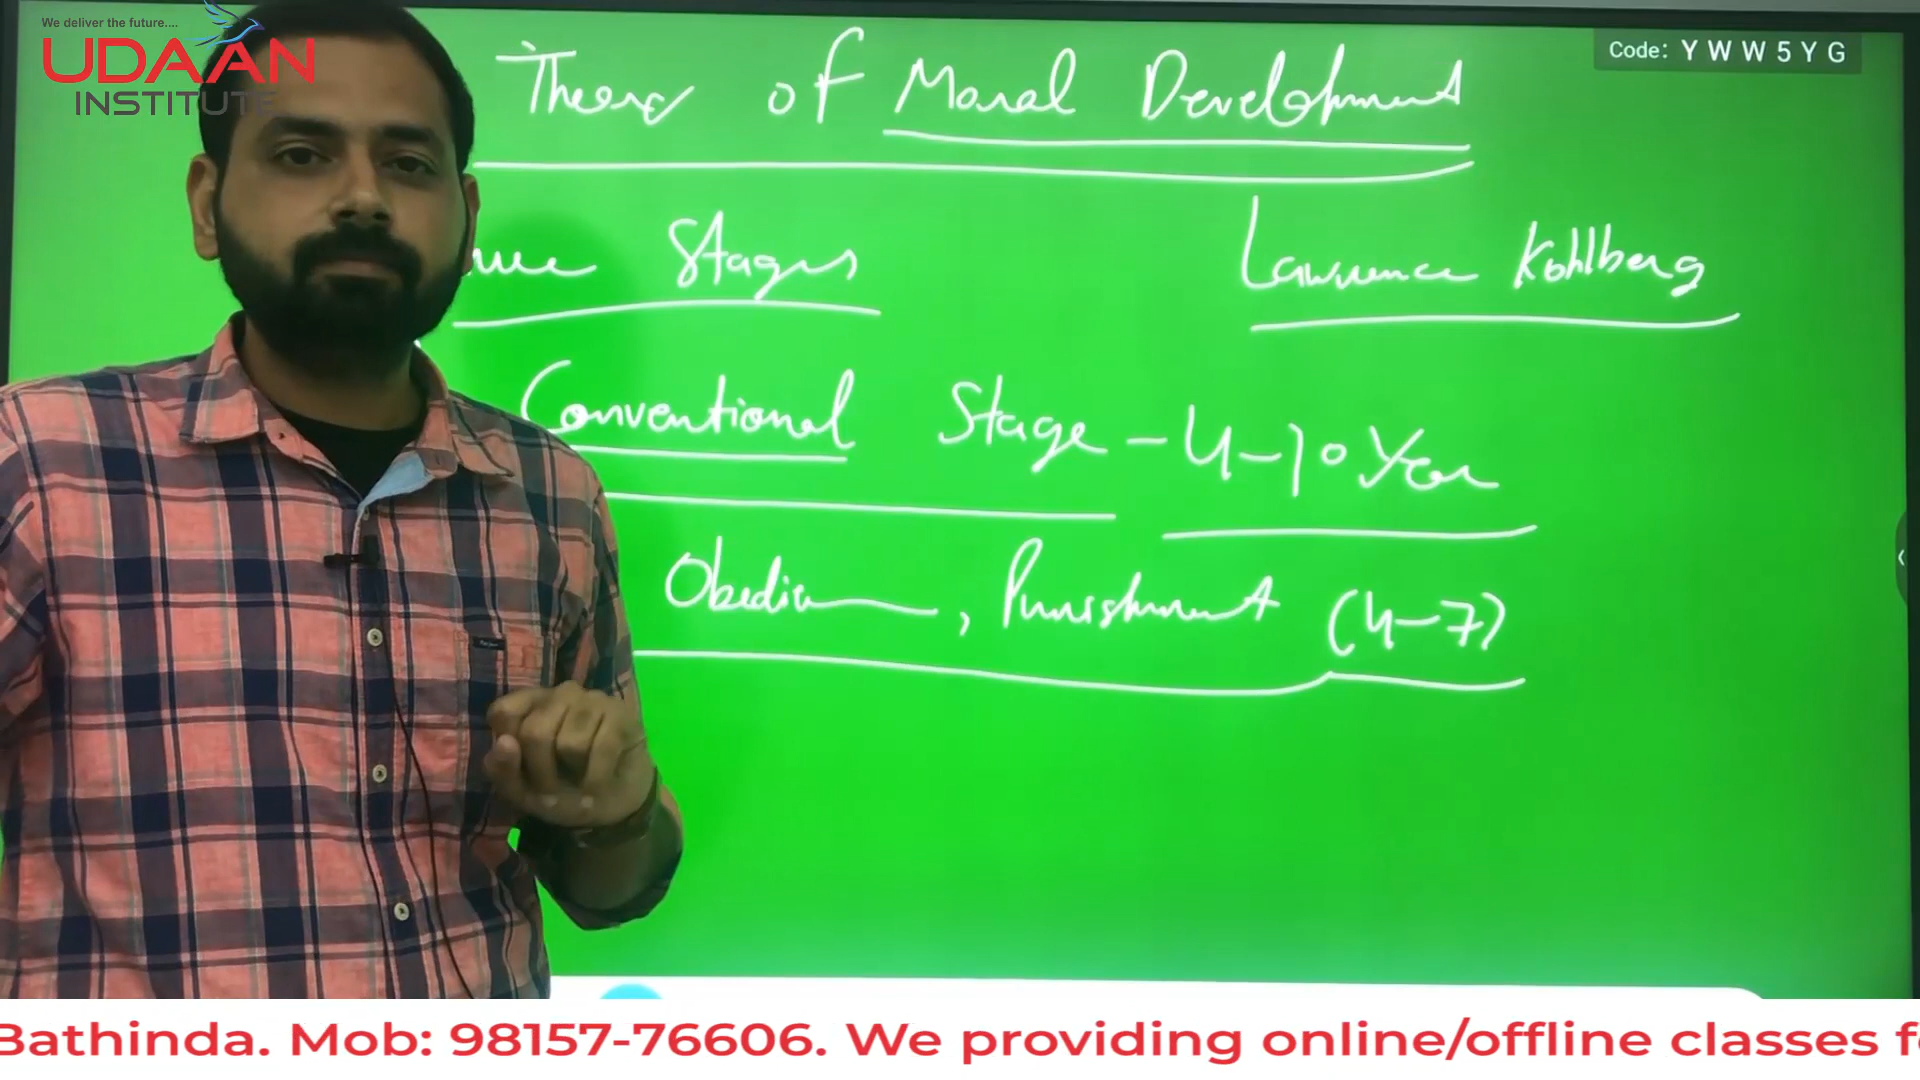 We deliver the future....
UDAAN
INSTITUTE
Code: YWW5YG
Theory of Moral Development
Stages
Lawrence Kohlberg
Conventional Stage - 4-10 Year
Obedience, Punishment (4-7)
Bathinda. Mob: 98157-76606. We providing online/offline classes f